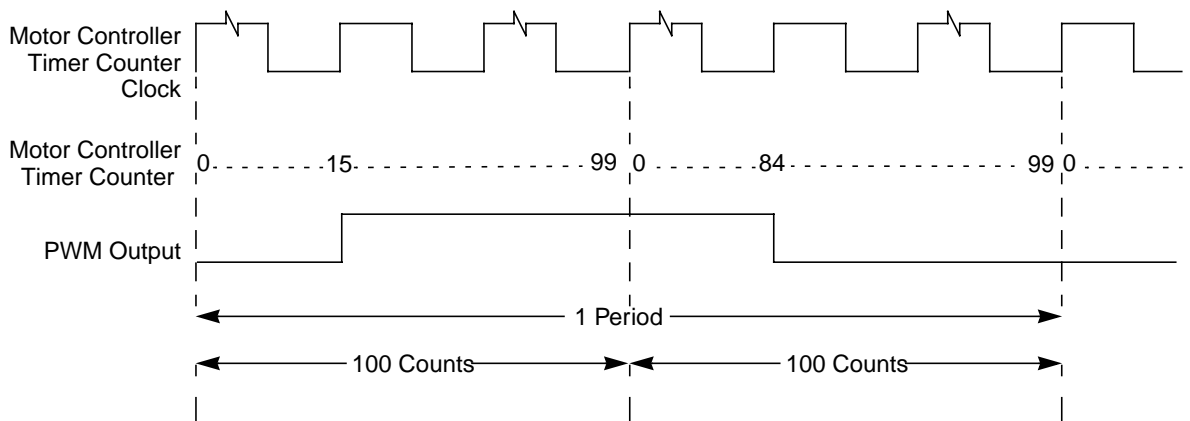 Motor Controller
Timer Counter
Clock
Motor Controller
Timer Counter
0 15 99 0 84 99 0
PWM Output
1 Period
100 Counts 100 Counts